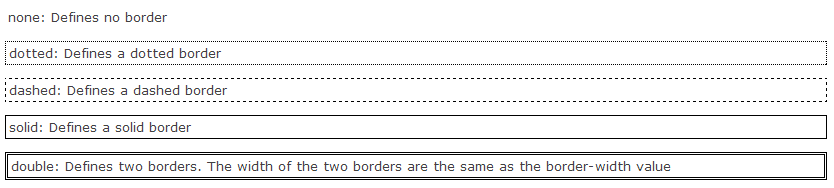 none: Defines no border
dotted: Defines a dotted border
dashed: Defines a dashed border
solid: Defines a solid border
double: Defines two borders. The width of the two borders are the same as the border-width value